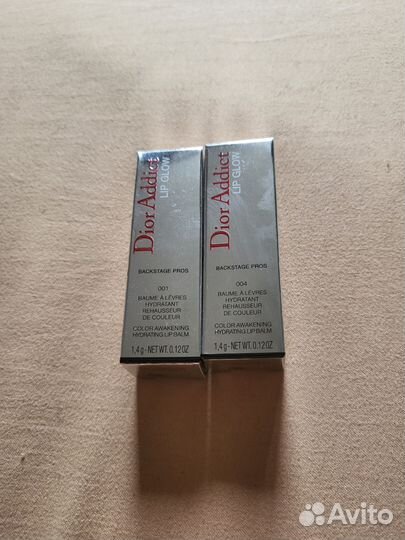 Dior Addict
LIP GLOW
BACKSTAGE PROS
001
BAUME À LÈVRES
HYDRATANT
REHAUSSEUR
DE COULEUR
COLOR AWAKENING
HYDRATING LIP BALM
1,4 g - NET WT. 0.12 OZ
Dior Addict
LIP GLOW
BACKSTAGE PROS
004
BAUME À LÈVRES
HYDRATANT
REHAUSSEUR
DE COULEUR
COLOR AWAKENING
HYDRATING LIP BALM
1,4 g - NET WT. 0.12 OZ
Avito